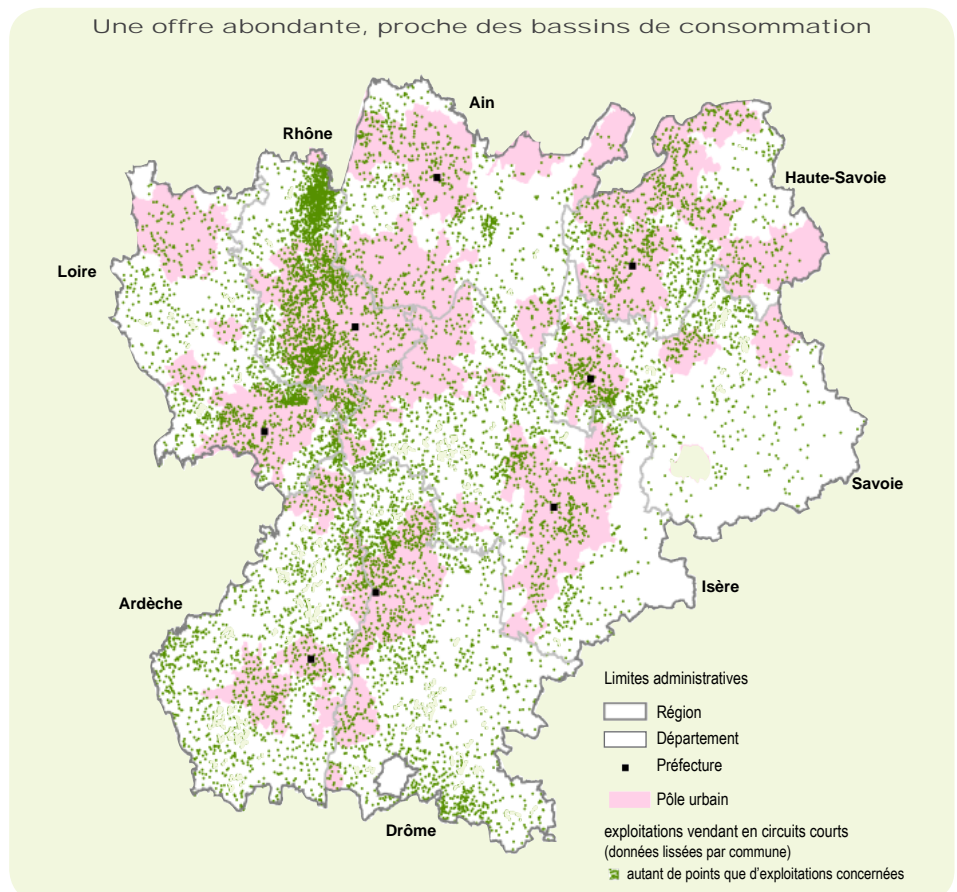 Une offre abondante, proche des bassins de consommation
Ain
Rhône
Haute-Savoie
Loire
Savoie
Isère
Ardèche
Drôme
Limites administratives
Région
Département
Préfecture
Pôle urbain
exploitations vendant en circuits courts
(données lissées par commune)
autant de points que d'exploitations concernées